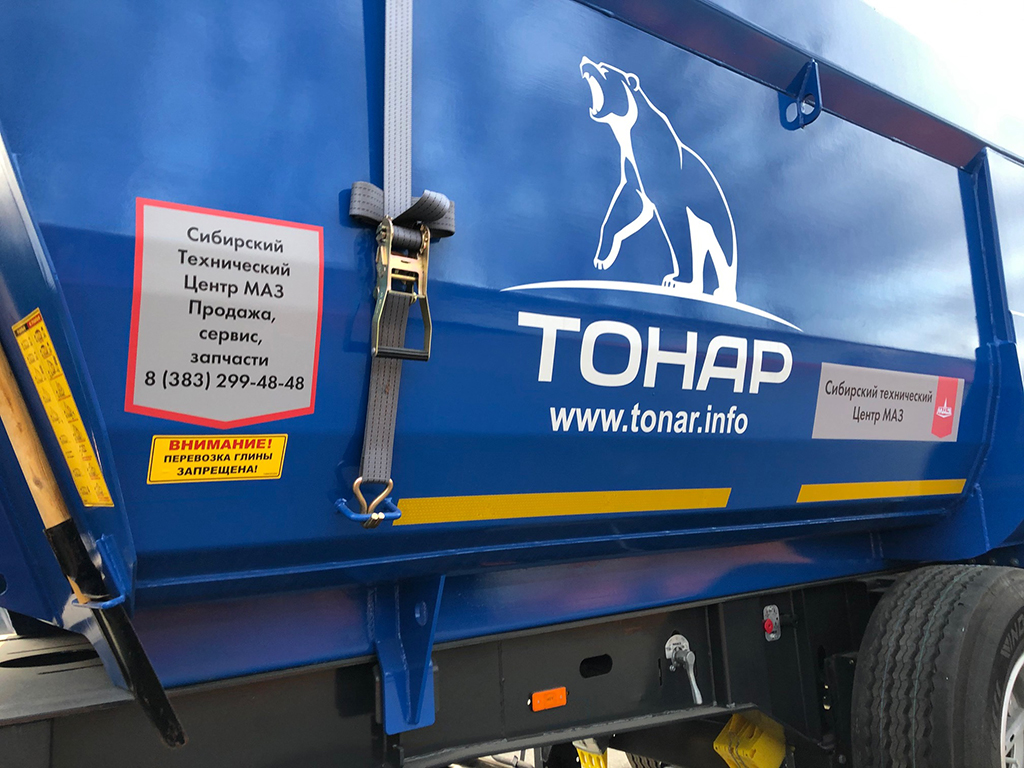 Сибирский
Технический
Центр МАЗ
Продажа,
сервис,
запчасти
8 (383) 299-48-48
ВНИМАНИЕ!
ПЕРЕВОЗКА ГЛИНЫ
ЗАПРЕЩЕНА!
ТОНАР
www.tonar.info
Сибирский технический
Центр МАЗ